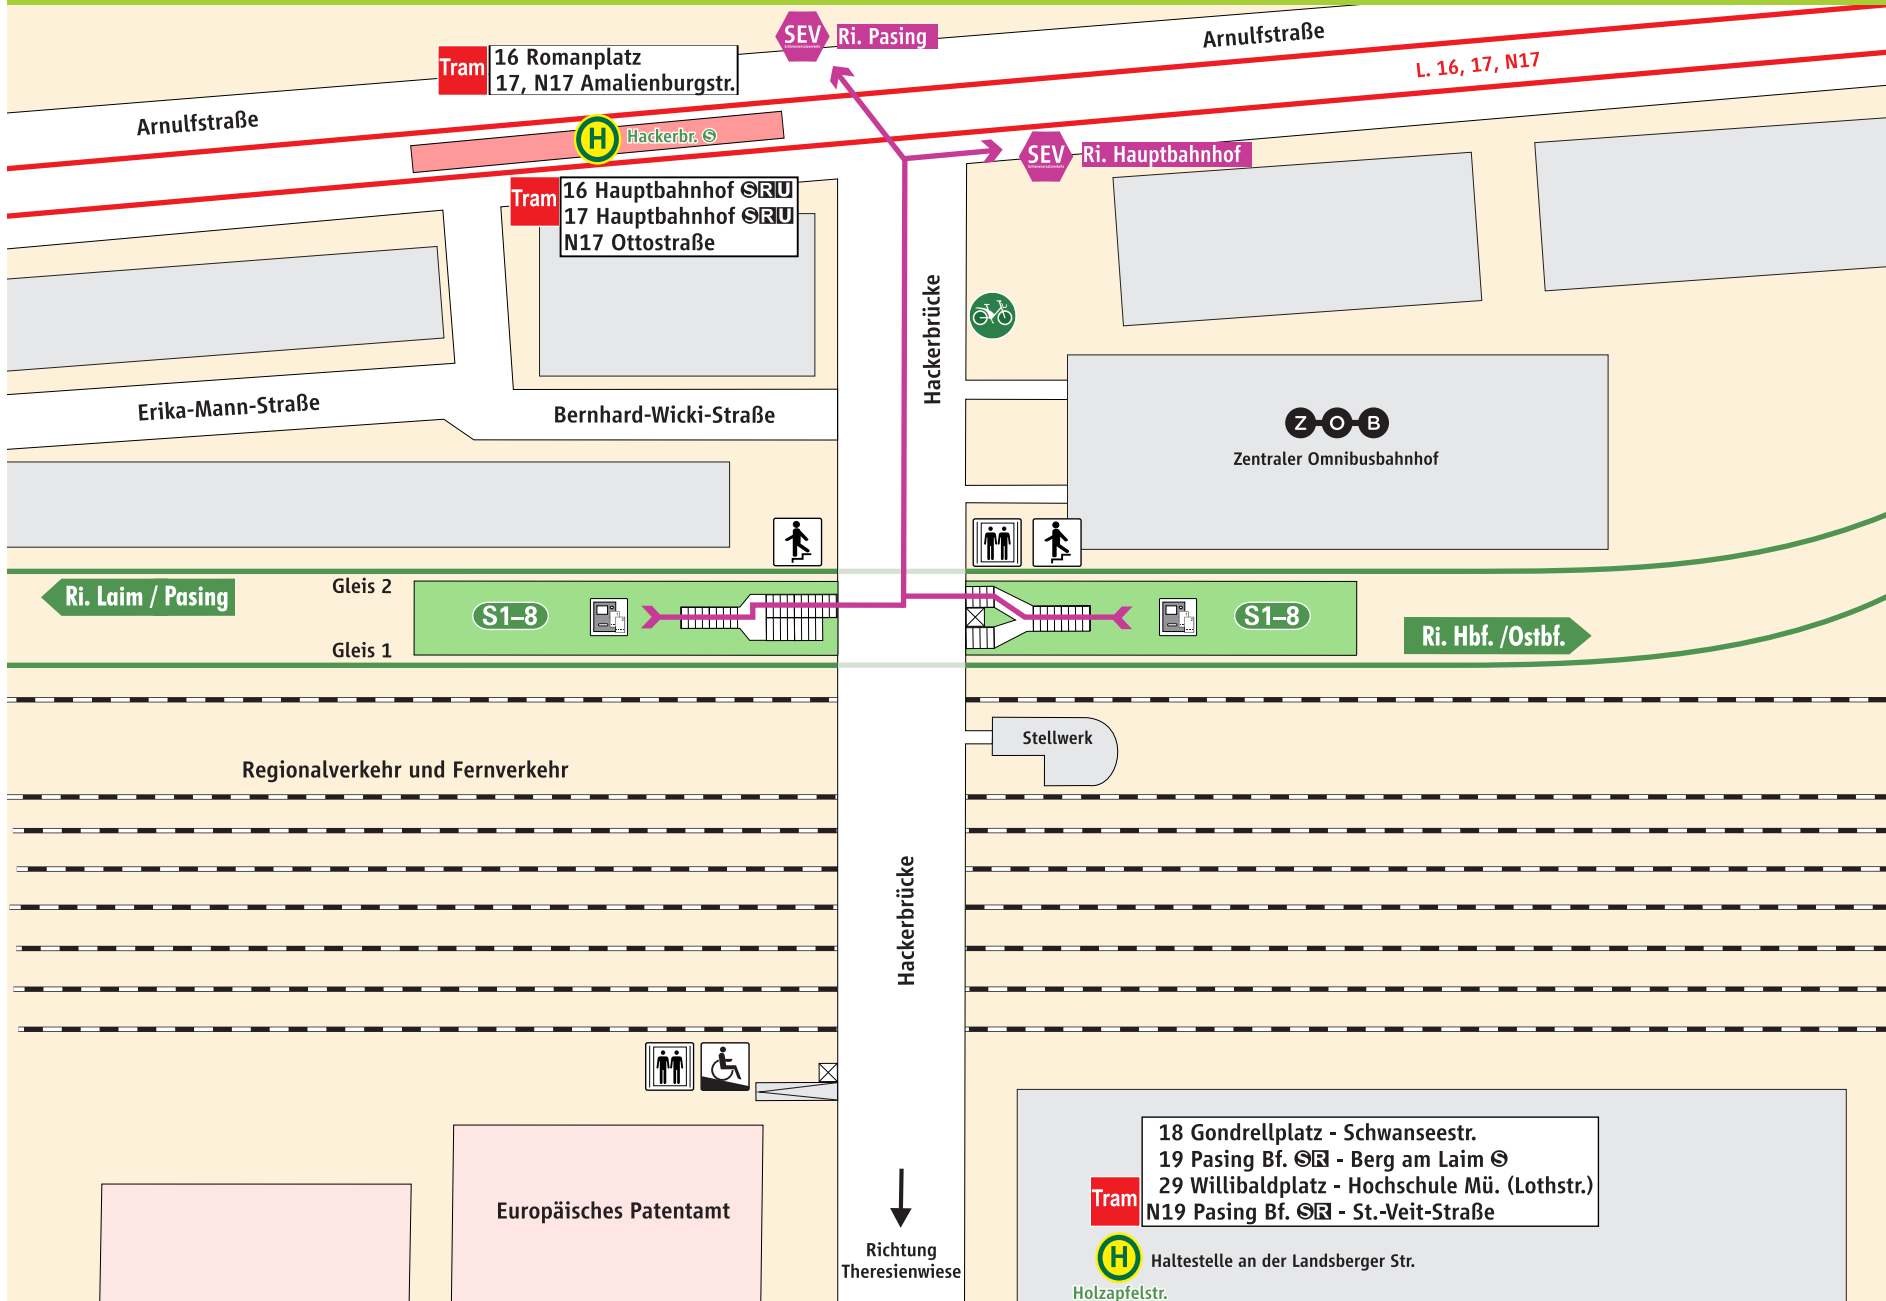 SEV
Ri. Pasing
Arnulfstraße
Tram
16 Romanplatz
17, N17 Amalienburgstr.
L. 16, 17, N17
Arnulfstraße
H
Hackerbr. S
SEV
Ri. Hauptbahnhof
Tram
16 Hauptbahnhof S R U
17 Hauptbahnhof S R U
N17 Ottostraße
Hackerbrücke
Erika-Mann-Straße
Bernhard-Wicki-Straße
Z O B
Zentraler Omnibusbahnhof
Ri. Laim / Pasing
Gleis 2
S1–8
S1–8
Ri. Hbf. /Ostbf.
Gleis 1
Stellwerk
Regionalverkehr und Fernverkehr
Hackerbrücke
Europäisches Patentamt
Richtung
Theresienwiese
Tram
18 Gondrellplatz - Schwanseestr.
19 Pasing Bf. S R - Berg am Laim S
29 Willibaldplatz - Hochschule Mü. (Lothstr.)
N19 Pasing Bf. S R - St.-Veit-Straße
H
Haltestelle an der Landsberger Str.
Holzapfelstr.